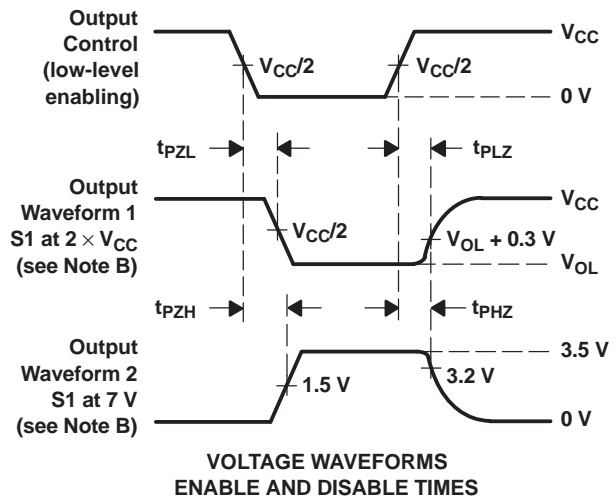 Output
Control
(low-level
enabling)
VCC
VCC/2
VCC/2
0 V
tPZL
tPLZ
Output
Waveform 1
S1 at 2 × VCC
(see Note B)
VCC
VCC/2
VOL + 0.3 V
VOL
tPZH
tPHZ
Output
Waveform 2
S1 at 7 V
(see Note B)
3.5 V
1.5 V
3.2 V
0 V
VOLTAGE WAVEFORMS
ENABLE AND DISABLE TIMES